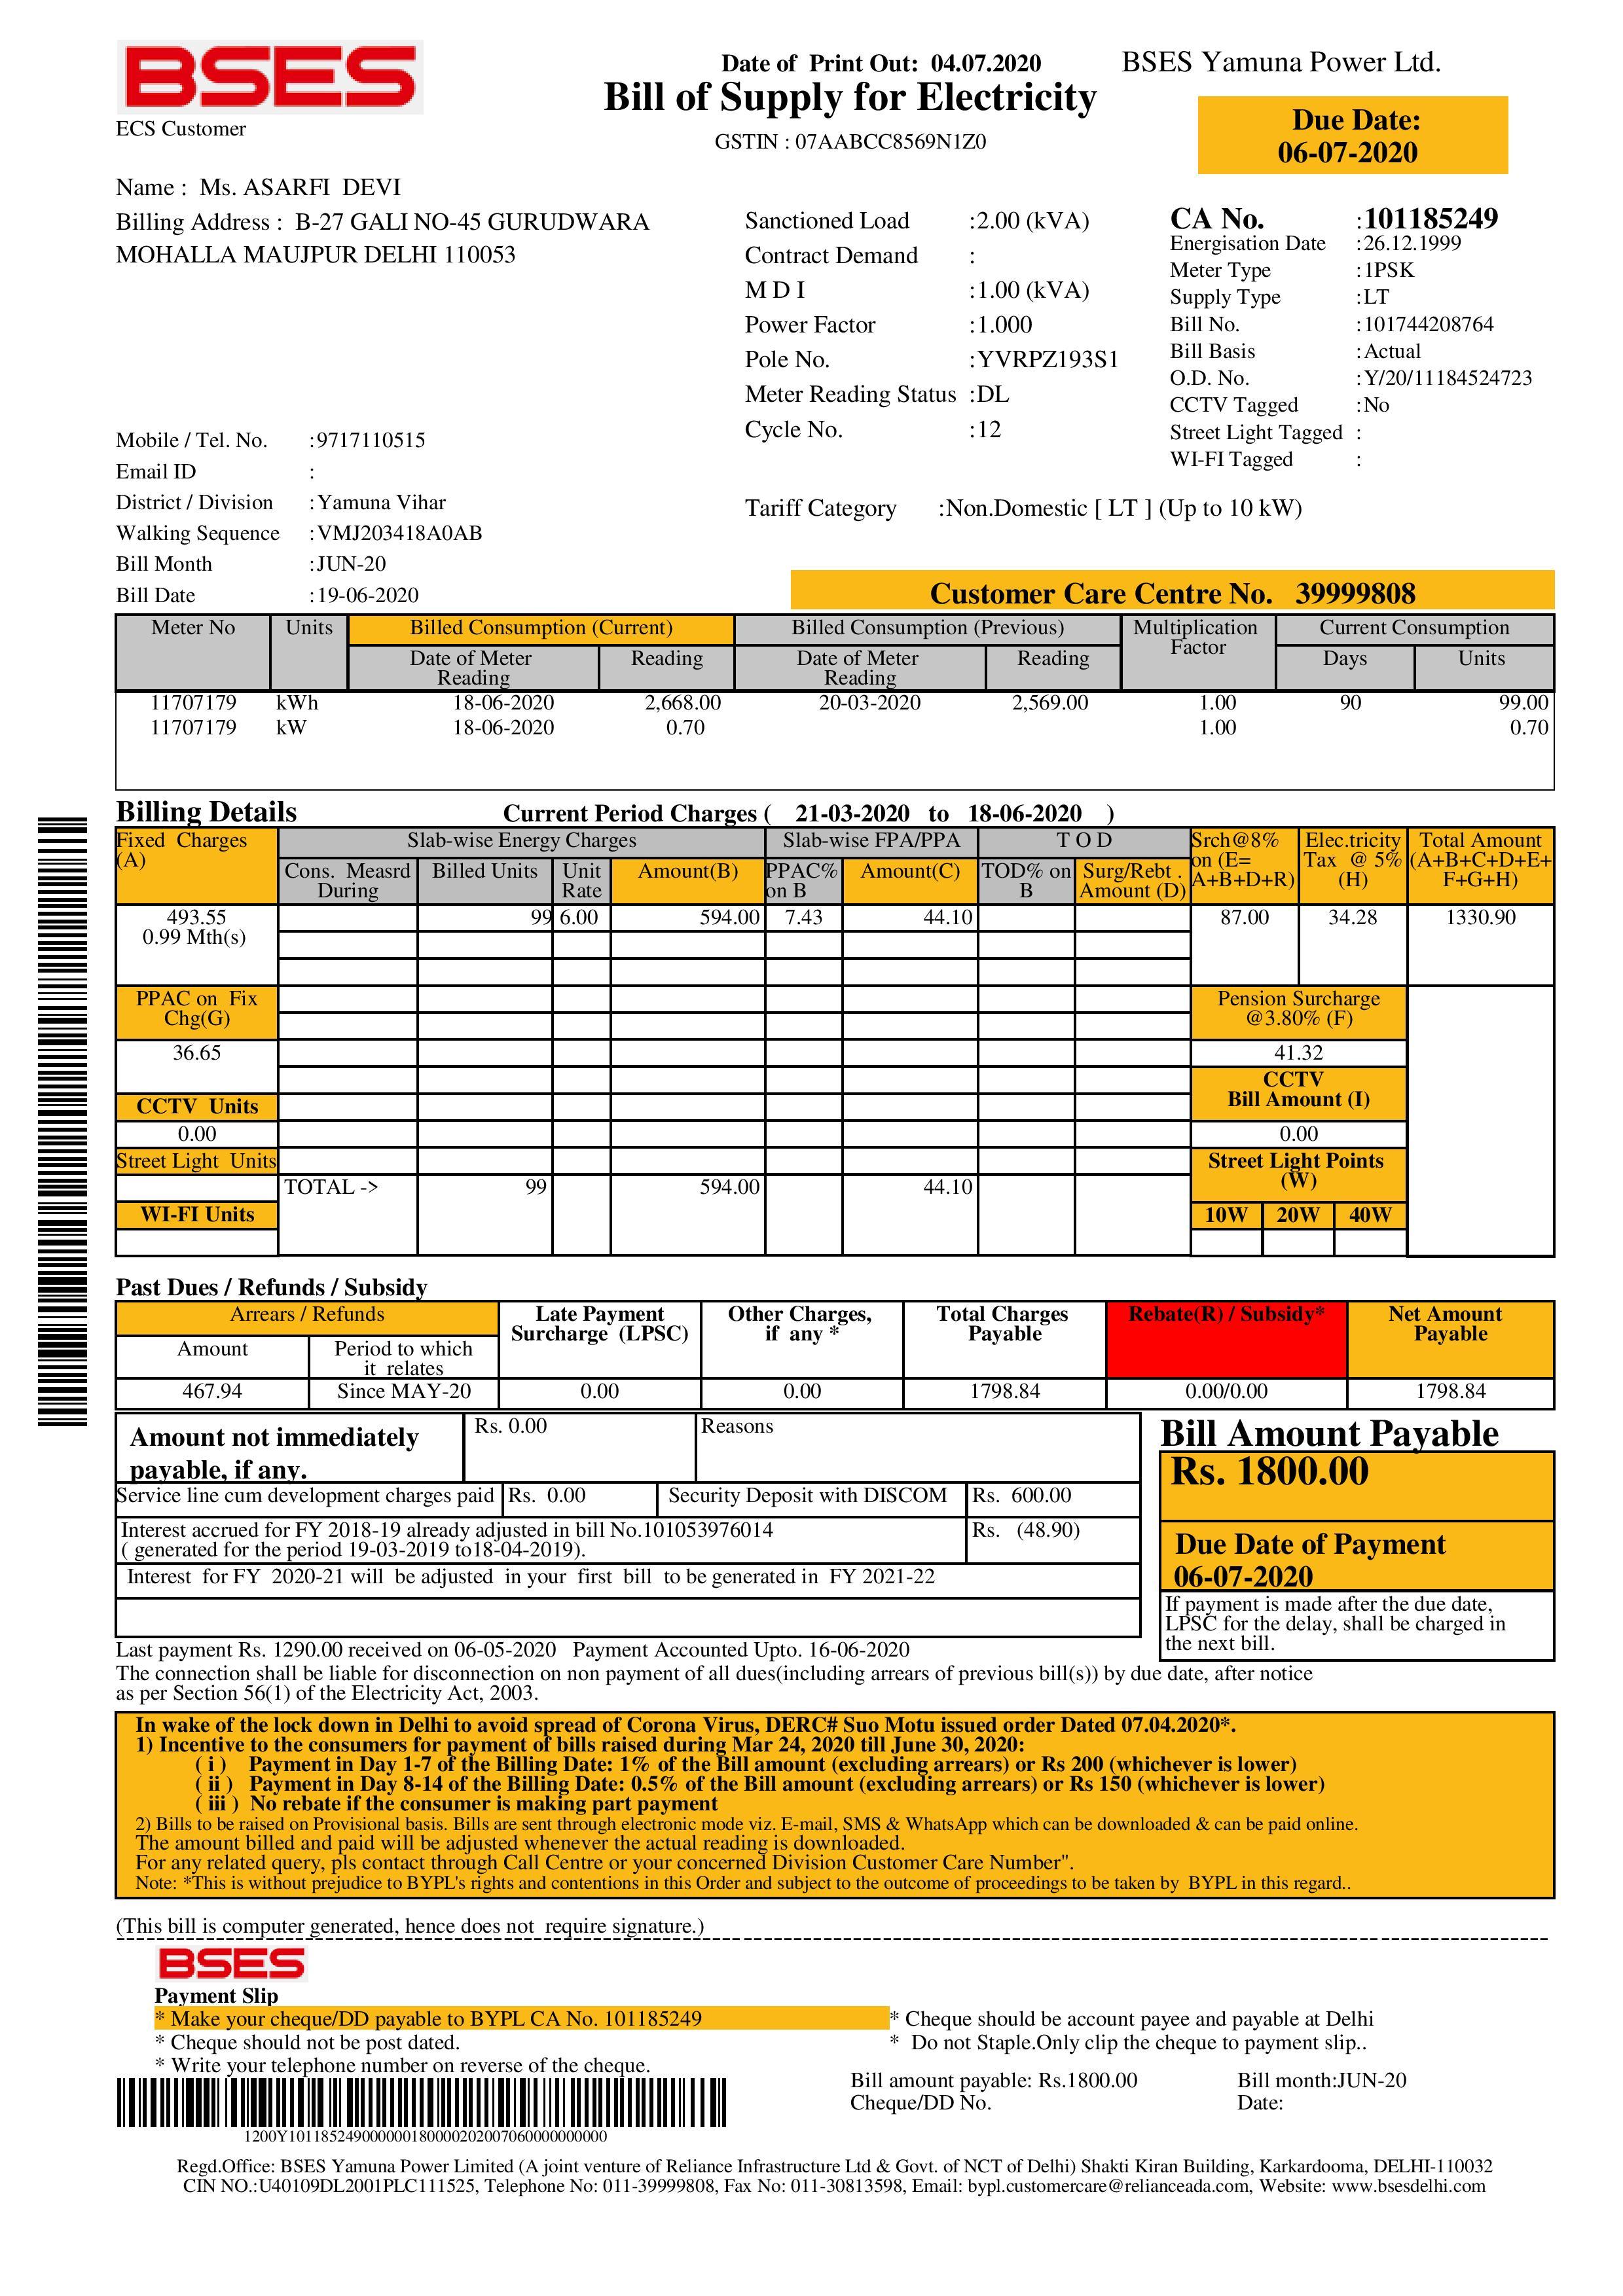 BSES
ECS Customer
Date of Print Out: 04.07.2020
Bill of Supply for Electricity
GSTIN : 07AABCC8569N1Z0
BSES Yamuna Power Ltd.
Due Date:
06-07-2020
Name : Ms. ASARFI DEVI
Billing Address : B-27 GALI NO-45 GURUDWARA
MOHALLA MAUJPUR DELHI 110053
Mobile / Tel. No. :9717110515
Email ID :
District / Division :Yamuna Vihar
Walking Sequence :VMJ203418A0AB
Bill Month :JUN-20
Bill Date :19-06-2020
Sanctioned Load :2.00 (kVA)
Contract Demand :
M D I :1.00 (kVA)
Power Factor :1.000
Pole No. :YVRPZ193S1
Meter Reading Status :DL
Cycle No. :12
Tariff Category :Non.Domestic [ LT ] (Up to 10 kW)
CA No. :101185249
Energisation Date :26.12.1999
Meter Type :1PSK
Supply Type :LT
Bill No. :101744208764
Bill Basis :Actual
O.D. No. :Y/20/11184524723
CCTV Tagged :No
Street Light Tagged :
WI-FI Tagged :
Customer Care Centre No. 39999808
Meter No Units Billed Consumption (Current) Billed Consumption (Previous) Multiplication Factor Current Consumption
Date of Meter Reading Reading Date of Meter Reading Reading Days Units
11707179 kWh 18-06-2020 2,668.00 20-03-2020 2,569.00 1.00 90 99.00
11707179 kW 18-06-2020 0.70 1.00 0.70
Billing Details Current Period Charges ( 21-03-2020 to 18-06-2020 )
Fixed Charges (A) Slab-wise Energy Charges Slab-wise FPA/PPA T O D Srch@8% on (E= A+B+D+R) Elec.tricity Tax @ 5% (H) Total Amount (A+B+C+D+E+ F+G+H)
Cons. Measrd During Billed Units Unit Rate Amount(B) PPAC% on B Amount(C) TOD% on B Surg/Rebt . Amount (D)
493.55 99 6.00 594.00 7.43 44.10 87.00 34.28 1330.90
0.99 Mth(s)
PPAC on Fix Chg(G) Pension Surcharge @3.80% (F)
36.65 41.32
CCTV Units CCTV Bill Amount (I)
0.00 0.00
Street Light Units Street Light Points (W)
TOTAL -> 99 594.00 44.10
WI-FI Units 10W 20W 40W
Past Dues / Refunds / Subsidy
Arrears / Refunds Late Payment Surcharge (LPSC) Other Charges, if any * Total Charges Payable Rebate(R) / Subsidy* Net Amount Payable
Amount Period to which it relates
467.94 Since MAY-20 0.00 0.00 1798.84 0.00/0.00 1798.84
Amount not immediately payable, if any. Rs. 0.00 Reasons
Service line cum development charges paid Rs. 0.00 Security Deposit with DISCOM Rs. 600.00
Interest accrued for FY 2018-19 already adjusted in bill No.101053976014 Rs. (48.90)
( generated for the period 19-03-2019 to18-04-2019).
Interest for FY 2020-21 will be adjusted in your first bill to be generated in FY 2021-22
Bill Amount Payable
Rs. 1800.00
Due Date of Payment
06-07-2020
If payment is made after the due date,
LPSC for the delay, shall be charged in
the next bill.
Last payment Rs. 1290.00 received on 06-05-2020 Payment Accounted Upto. 16-06-2020
The connection shall be liable for disconnection on non payment of all dues(including arrears of previous bill(s)) by due date, after notice
as per Section 56(1) of the Electricity Act, 2003.
In wake of the lock down in Delhi to avoid spread of Corona Virus, DERC# Suo Motu issued order Dated 07.04.2020*.
1) Incentive to the consumers for payment of bills raised during Mar 24, 2020 till June 30, 2020:
( i ) Payment in Day 1-7 of the Billing Date: 1% of the Bill amount (excluding arrears) or Rs 200 (whichever is lower)
( ii ) Payment in Day 8-14 of the Billing Date: 0.5% of the Bill amount (excluding arrears) or Rs 150 (whichever is lower)
( iii ) No rebate if the consumer is making part payment
2) Bills to be raised on Provisional basis. Bills are sent through electronic mode viz. E-mail, SMS & WhatsApp which can be downloaded & can be paid online.
The amount billed and paid will be adjusted whenever the actual reading is downloaded.
For any related query, pls contact through Call Centre or your concerned Division Customer Care Number".
Note: *This is without prejudice to BYPL's rights and contentions in this Order and subject to the outcome of proceedings to be taken by BYPL in this regard..
(This bill is computer generated, hence does not require signature.)
BSES
Payment Slip
* Make your cheque/DD payable to BYPL CA No. 101185249
* Cheque should be account payee and payable at Delhi
* Cheque should not be post dated.
* Do not Staple.Only clip the cheque to payment slip..
* Write your telephone number on reverse of the cheque.
Bill amount payable: Rs.1800.00 Bill month:JUN-20
Cheque/DD No. Date:
1200Y101185249000000180000202007060000000000
Regd.Office: BSES Yamuna Power Limited (A joint venture of Reliance Infrastructure Ltd & Govt. of NCT of Delhi) Shakti Kiran Building, Karkardooma, DELHI-110032
CIN NO.:U40109DL2001PLC111525, Telephone No: 011-39999808, Fax No: 011-30813598, Email: bypl.customercare@relianceada.com, Website: www.bsesdelhi.com